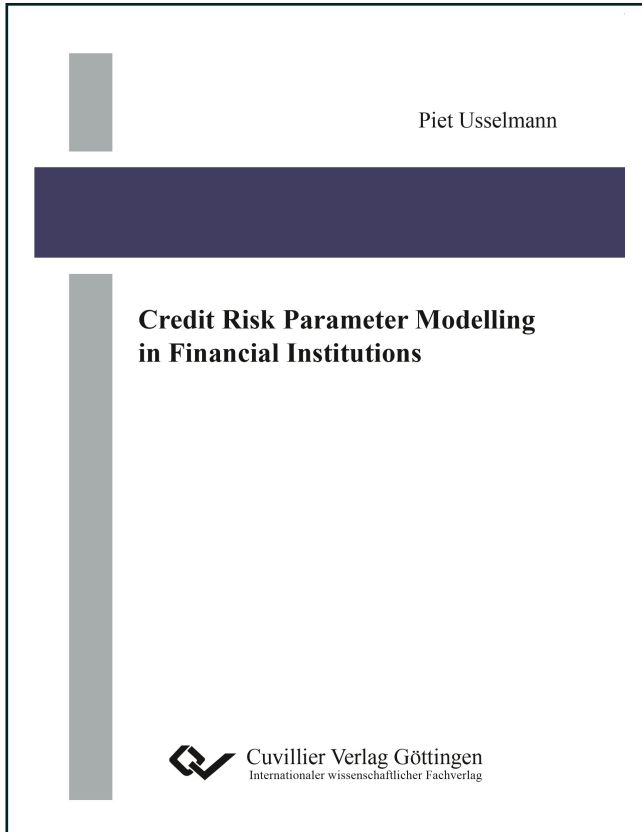 Piet Usselmann
Credit Risk Parameter Modelling
in Financial Institutions
Cuvillier Verlag Göttingen
Internationaler wissenschaftlicher Fachverlag